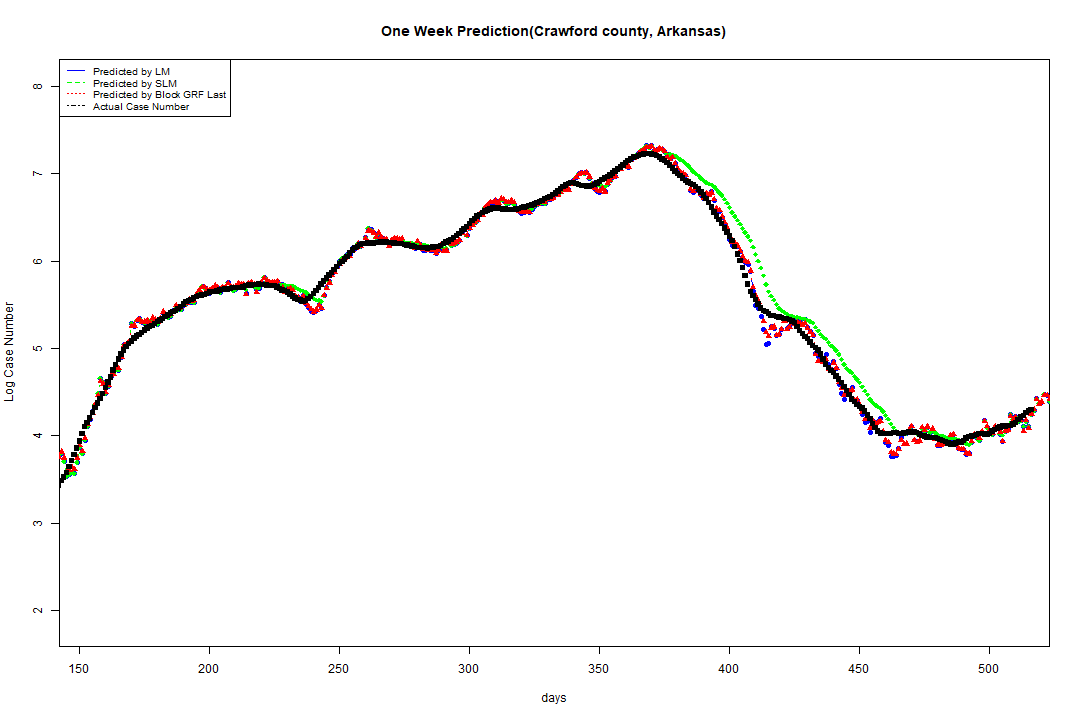 One Week Prediction(Crawford county, Arkansas)
Predicted by LM
Predicted by SLM
Predicted by Block GRF Last
Actual Case Number
8
7
6
5
4
3
2
Log Case Number
150 200 250 300 350 400 450 500
days